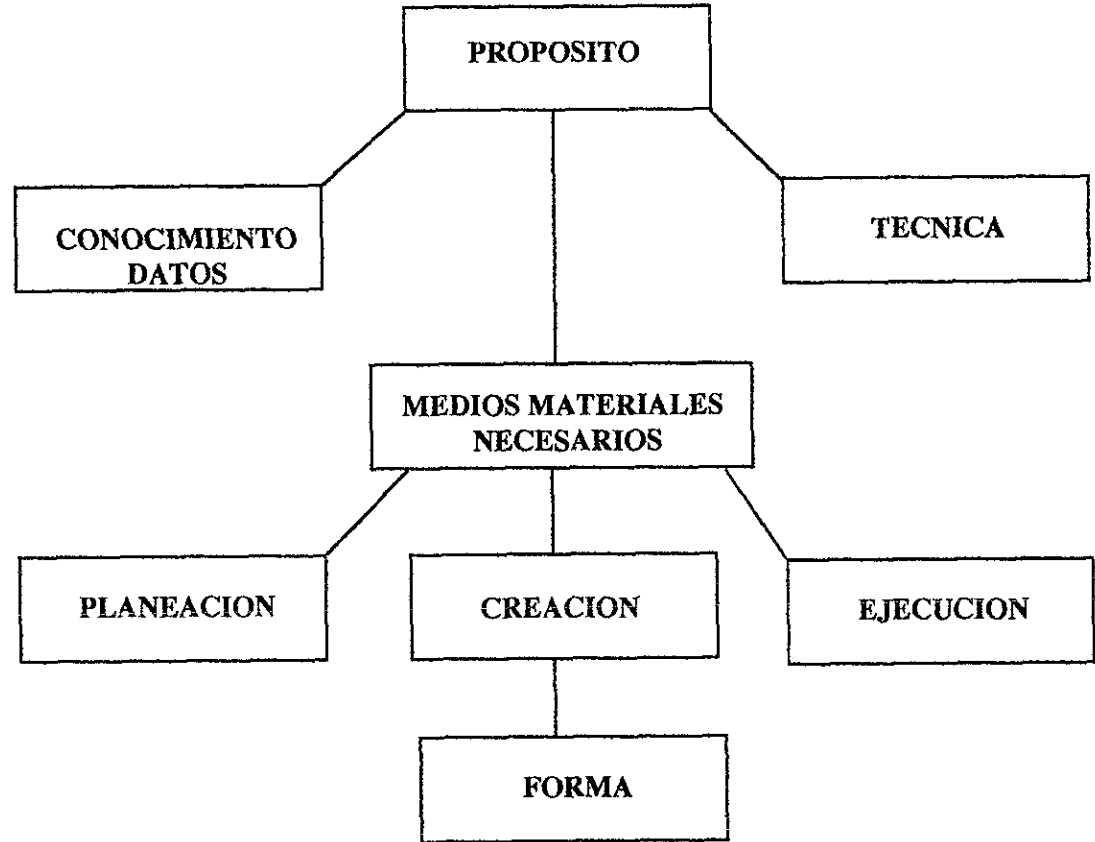 PROPOSITO
CONOCIMIENTO
DATOS
TECNICA
MEDIOS MATERIALES
NECESARIOS
PLANEACION
CREACION
EJECUCION
FORMA